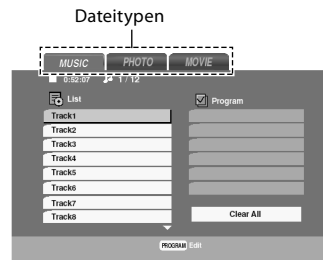 Dateitypen
MUSIC PHOTO MOVIE
0:52:07 1 / 12
List
Program
Track1
Track2
Track3
Track4
Track5
Track6
Track7
Track8
Clear All
PROGRAM Edit